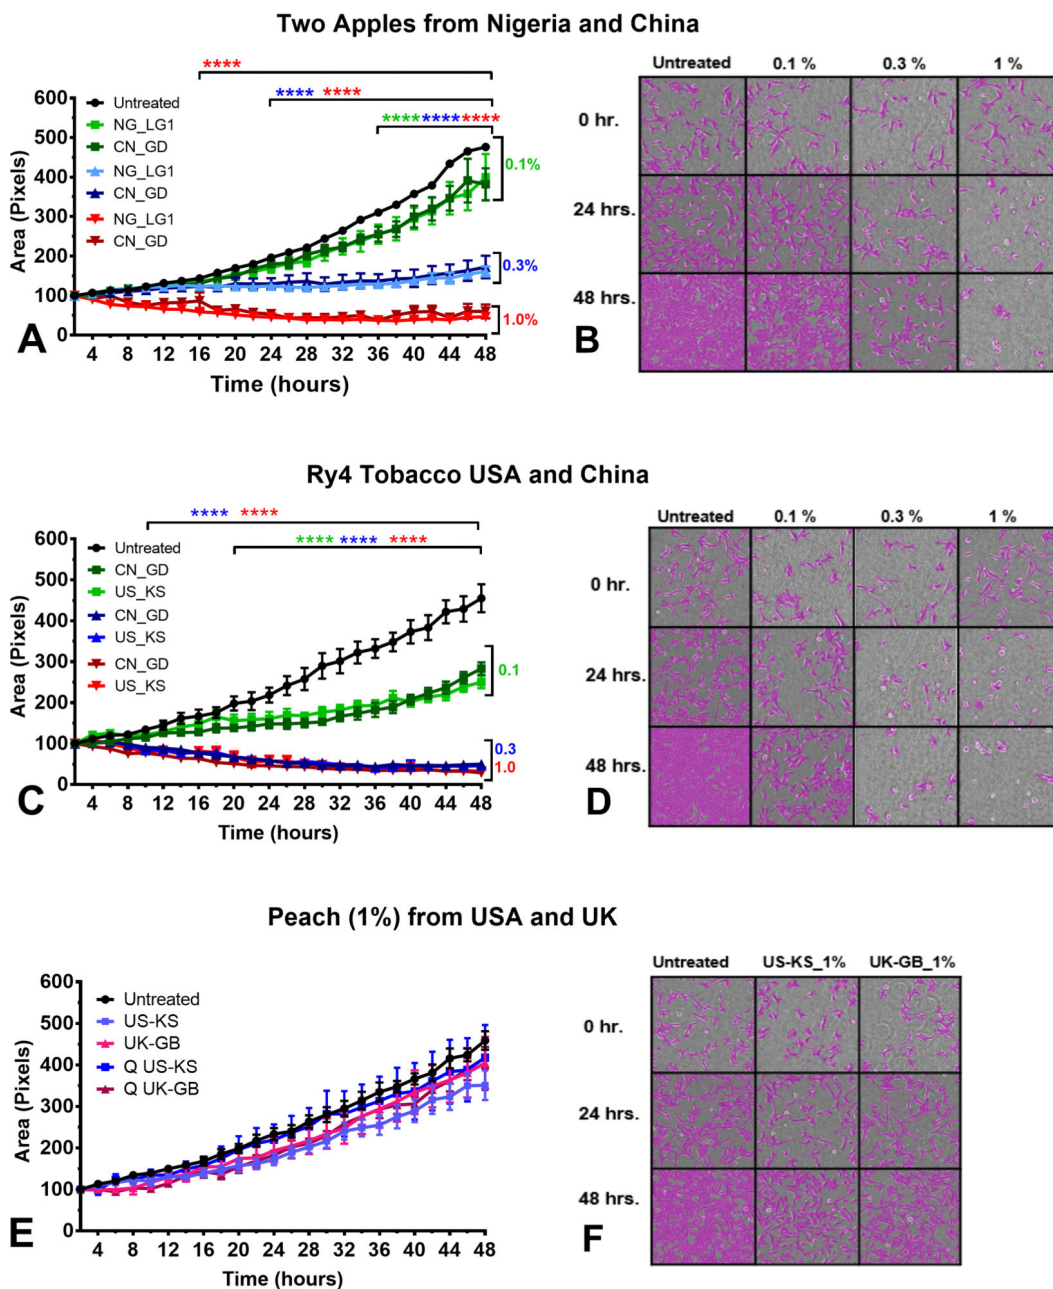 Two Apples from Nigeria and China
**** 
**** ****
************
600
500
400
300
200
100
0
Area (Pixels)
Untreated
NG_LG1
CN_GD
NG_LG1
CN_GD
NG_LG1
CN_GD
0.1%
0.3%
1.0%
4 8 12 16 20 24 28 32 36 40 44 48
Time (hours)
A
Untreated 0.1 % 0.3 % 1 %
0 hr.
24 hrs.
48 hrs.
B
Ry4 Tobacco USA and China
**** ****
**** **** ****
600
500
400
300
200
100
0
Area (Pixels)
Untreated
CN_GD
US_KS
CN_GD
US_KS
CN_GD
US_KS
0.1
0.3
1.0
4 8 12 16 20 24 28 32 36 40 44 48
Time (hours)
C
Untreated 0.1 % 0.3 % 1 %
0 hr.
24 hrs.
48 hrs.
D
Peach (1%) from USA and UK
600
500
400
300
200
100
0
Area (Pixels)
Untreated
US-KS
UK-GB
Q US-KS
Q UK-GB
4 8 12 16 20 24 28 32 36 40 44 48
Time (hours)
E
Untreated US-KS_1% UK-GB_1%
0 hr.
24 hrs.
48 hrs.
F